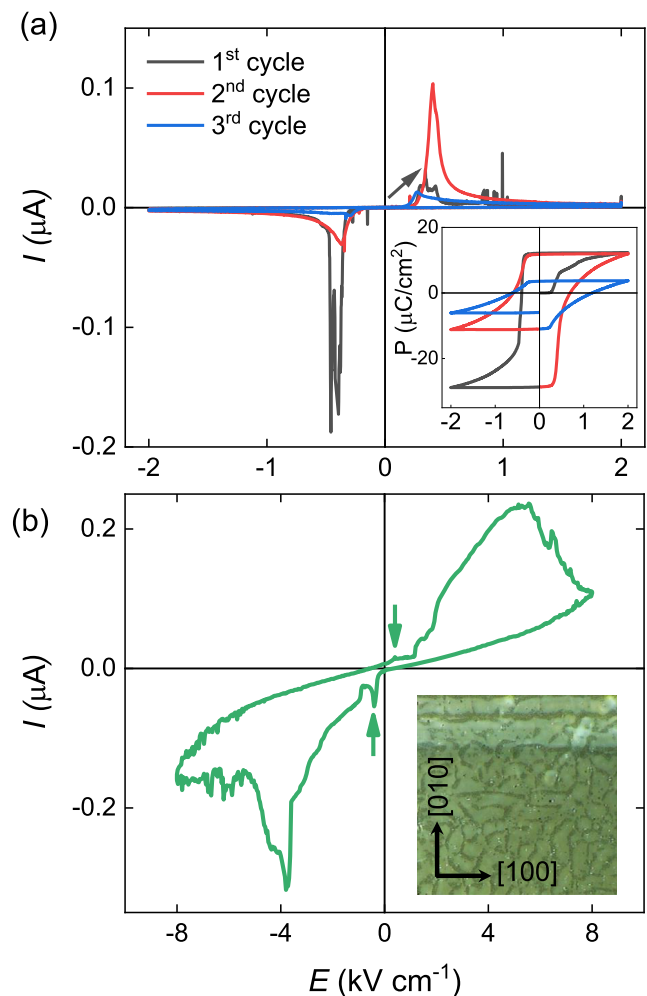 (a)
1st cycle
2nd cycle
3rd cycle
0.1
0.0
-0.1
-0.2
I (μA)
-2 -1 0 1 2
20
0
-20
P (μC/cm²)
-2 -1 0 1 2
(b)
0.2
0.0
-0.2
I (μA)
[010]
[100]
-8 -4 0 4 8
E (kV cm⁻¹)